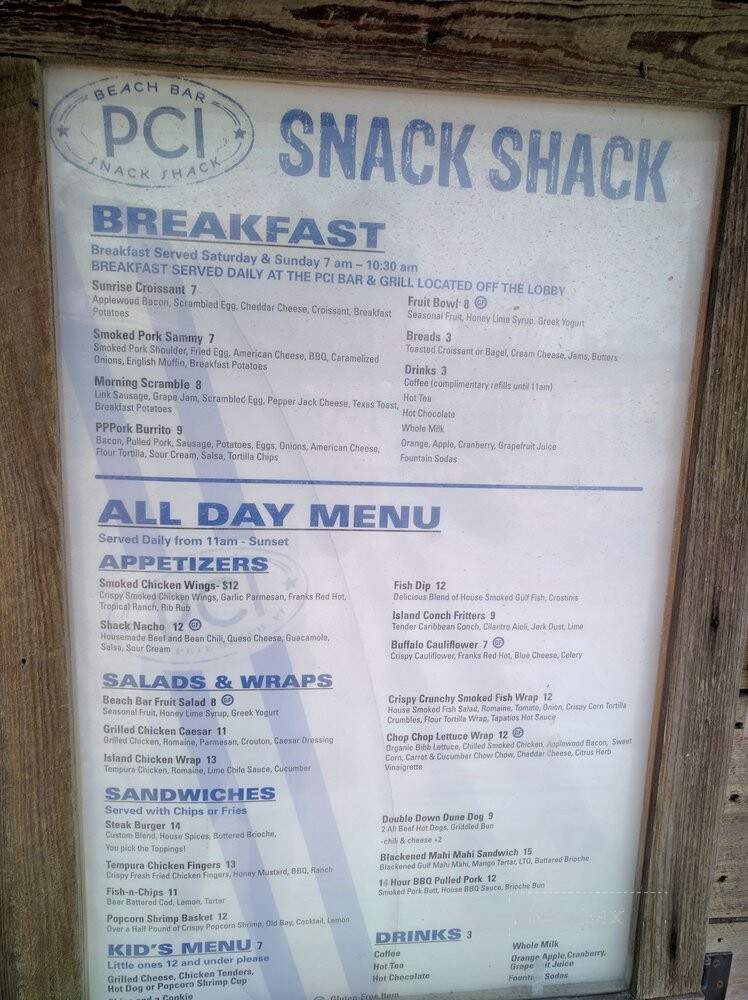 BEACH BAR
PCI
SNACK SHACK
SNACK SHACK
BREAKFAST
Breakfast Served Saturday & Sunday 7 am – 10:30 am
BREAKFAST SERVED DAILY AT THE PCI BAR & GRILL LOCATED OFF THE LOBBY
Sunrise Croissant 7
Applewood Bacon, Scrambled Egg, Cheddar Cheese, Croissant, Breakfast
Potatoes
Smoked Pork Sammy 7
Smoked Pork Shoulder, Fried Egg, American Cheese, BBQ, Caramelized
Onions, English Muffin, Breakfast Potatoes
Morning Scramble 8
Link Sausage, Grape Jam, Scrambled Egg, Pepper Jack Cheese, Texas Toast,
Breakfast Potatoes
PPPork Burrito 9
Bacon, Pulled Pork, Sausage, Potatoes, Eggs, Onions, American Cheese,
Flour Tortilla, Sour Cream, Salsa, Tortilla Chips
Fruit Bowl 8 GF
Seasonal Fruit, Honey Lime Syrup, Greek Yogurt
Breads 3
Toasted Croissant or Bagel, Cream Cheese, Jams, Butters
Drinks 3
Coffee (complimentary refills until 11am)
Hot Tea
Hot Chocolate
Whole Milk
Orange, Apple, Cranberry, Grapefruit Juice
Fountain Sodas
ALL DAY MENU
Served Daily from 11am - Sunset
APPETIZERS
Smoked Chicken Wings- $12
Crispy Smoked Chicken Wings, Garlic Parmesan, Franks Red Hot,
Tropical Ranch, Rib Rub
Shack Nacho 12 GF
Housemade Beef and Bean Chili, Queso Cheese, Guacamole,
Salsa, Sour Cream
Fish Dip 12
Delicious Blend of House Smoked Gulf Fish, Crostinis
Island Conch Fritters 9
Tender Caribbean Conch, Cilantro Aioli, Jerk Dust, Lime
Buffalo Cauliflower 7 GF
Crispy Cauliflower, Franks Red Hot, Blue Cheese, Celery
SALADS & WRAPS
Beach Bar Fruit Salad 8 GF
Seasonal Fruit, Honey Lime Syrup, Greek Yogurt
Grilled Chicken Caesar 11
Grilled Chicken, Romaine, Parmesan, Crouton, Caesar Dressing
Island Chicken Wrap 13
Tempura Chicken, Romaine, Lime Chile Sauce, Cucumber
Crispy Crunchy Smoked Fish Wrap 12
House Smoked Fish Salad, Romaine, Tomato, Onion, Crispy Corn Tortilla
Crumbles, Flour Tortilla Wrap, Tapatios Hot Sauce
Chop Chop Lettuce Wrap 12 GF
Organic Bibb Lettuce, Chilled Smoked Chicken, Applewood Bacon, Sweet
Corn, Carrot & Cucumber Chow Chow, Cheddar Cheese, Citrus Herb
Vinaigrette
SANDWICHES
Served with Chips or Fries
Steak Burger 14
Custom Blend, House Spices, Buttered Brioche,
You pick the Toppings!
Tempura Chicken Fingers 13
Crispy Fresh Fried Chicken Fingers, Honey Mustard, BBQ, Ranch
Fish-n-Chips 11
Beer Battered Cod, Lemon, Tartar
Popcorn Shrimp Basket 12
Over a Half Pound of Crispy Popcorn Shrimp, Old Bay, Cocktail, Lemon
Double Down Dune Dog 9
2 All Beef Hot Dogs, Griddled Bun
-chili & cheese +2
Blackened Mahi Mahi Sandwich 15
Blackened Gulf Mahi Mahi, Mango Tartar, LTO, Buttered Brioche
Hour BBQ Pulled Pork 12
Smoked Pork Butt, House BBQ Sauce, Brioche Bun
KID'S MENU 7
Little ones 12 and under please
Grilled Cheese, Chicken Tenders,
Hot Dog or Popcorn Shrimp Cup
and a Cookie
DRINKS 3
Coffee
Hot Tea
Hot Chocolate
Whole Milk
Orange, Apple, Cranberry,
Juice
Sodas
Gluten-Free Item